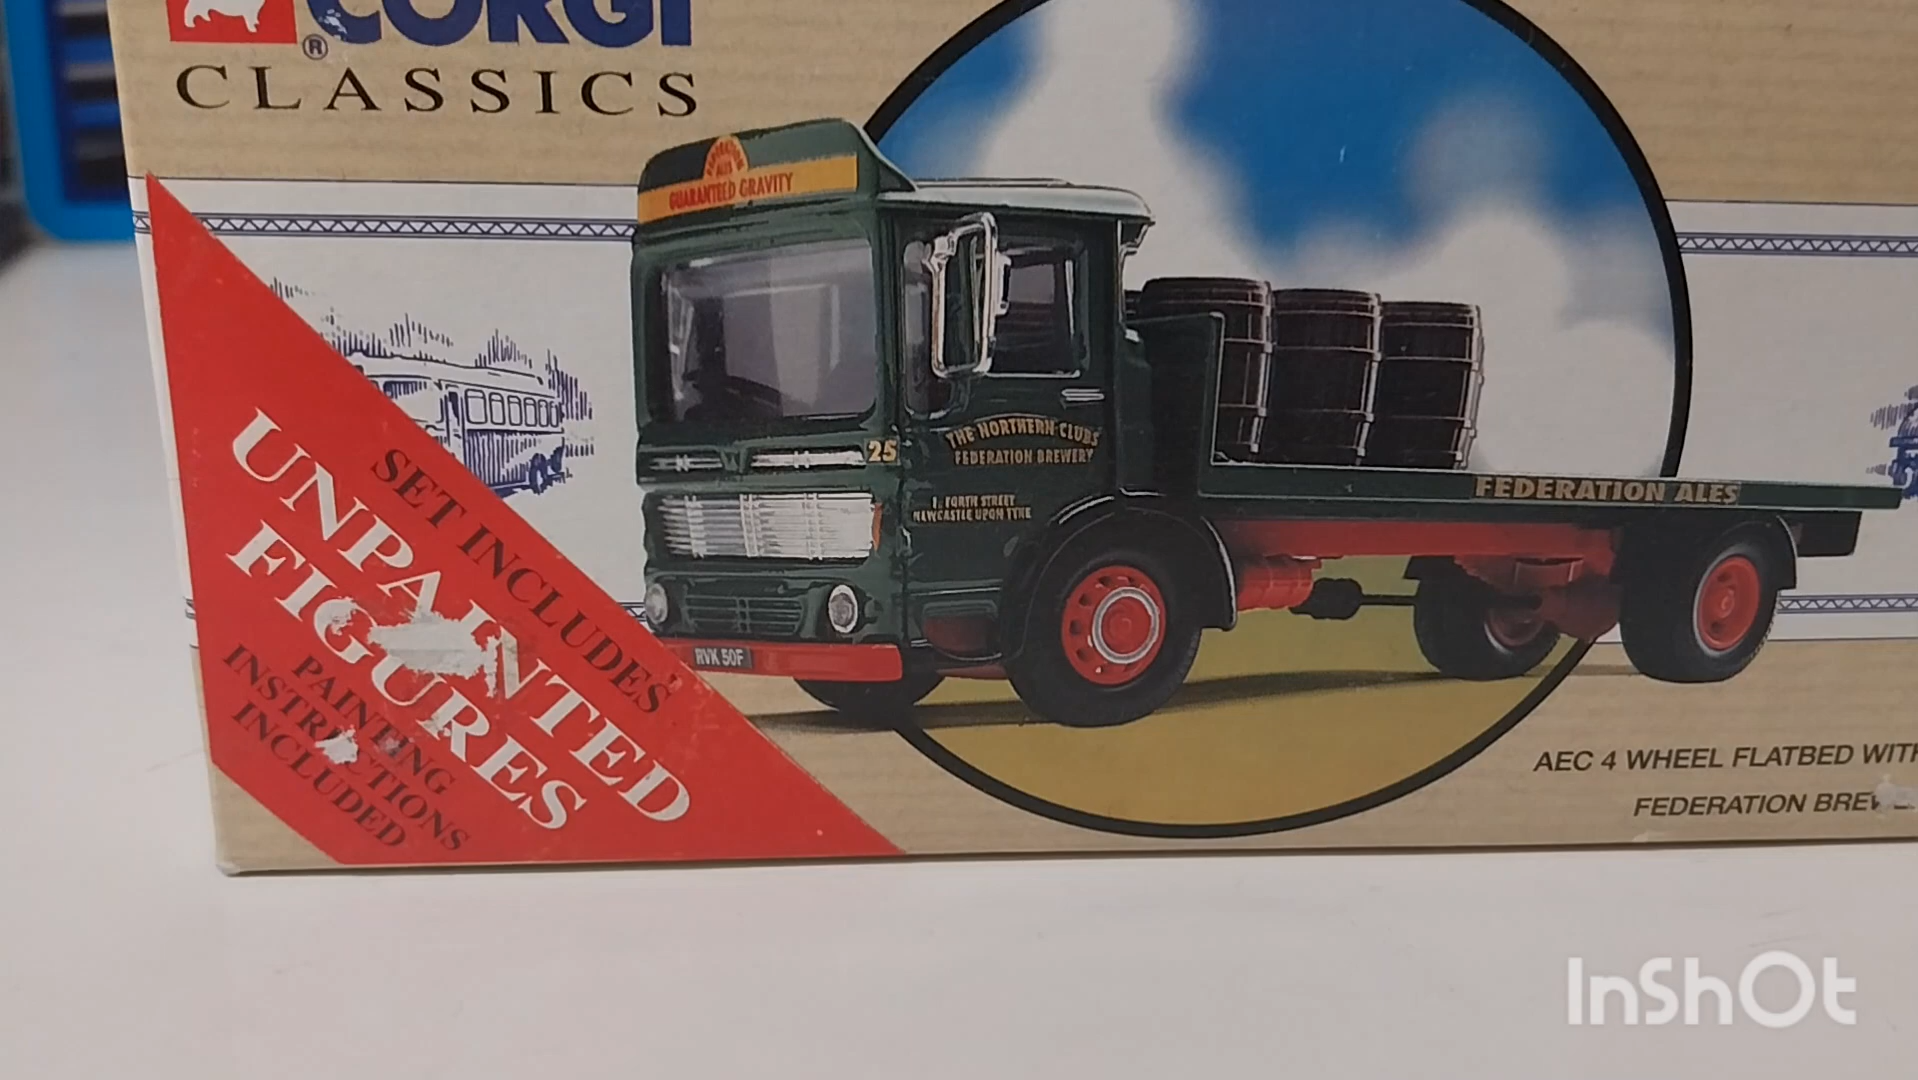 CORGI
®
CLASSICS
FEDERATION
ALES
GUARANTEED GRAVITY
25
THE NORTHERN CLUBS
FEDERATION BREWERY
1. FORTH STREET
NEWCASTLE UPON TYNE
FEDERATION ALES
RVK 50F
SET INCLUDES
UNPAINTED
FIGURES
PAINTING
INSTRUCTIONS
INCLUDED
AEC 4 WHEEL FLATBED WITH
FEDERATION BREW
InShOt